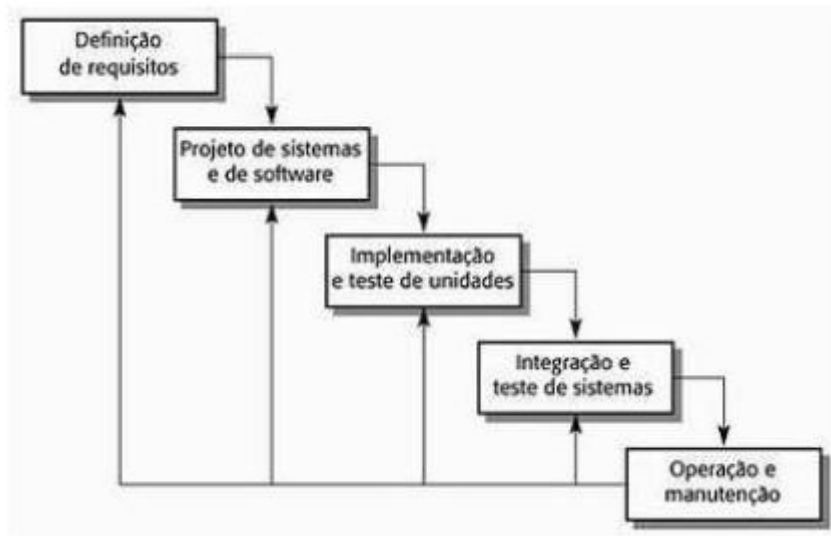 Definição
de requisitos
Projeto de sistemas
e de software
Implementação
e teste de unidades
Integração e
teste de sistemas
Operação e
manutenção